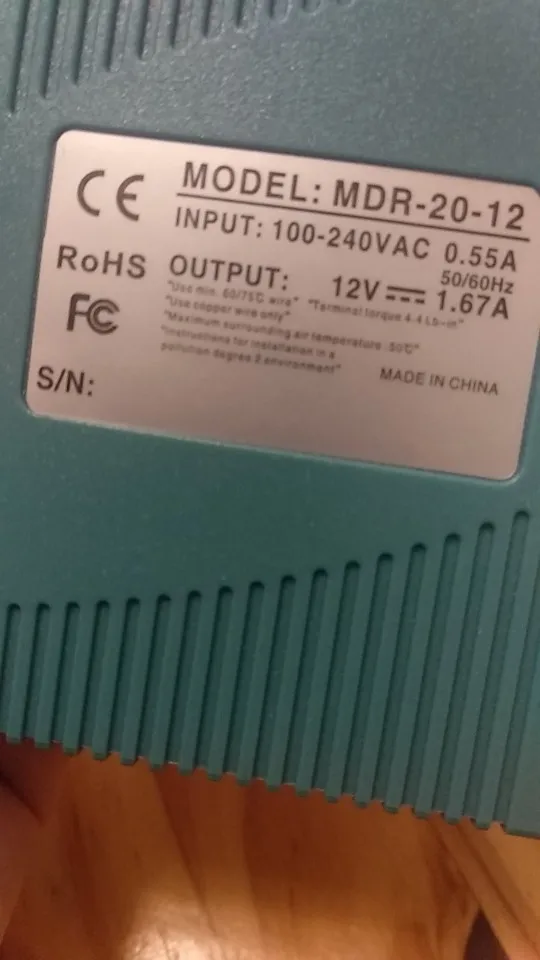 CE
MODEL: MDR-20-12
INPUT: 100-240VAC 0.55A
50/60Hz
RoHS
OUTPUT: 12V 1.67A
"Use min. 60/75C wire" "Terminal torque 4.4 Lb-in"
"Use copper wire only"
"Maximum surrounding air temperature :50°C"
"Instructions for installation in a
pollution degree 2 environment"
FC
S/N:
MADE IN CHINA